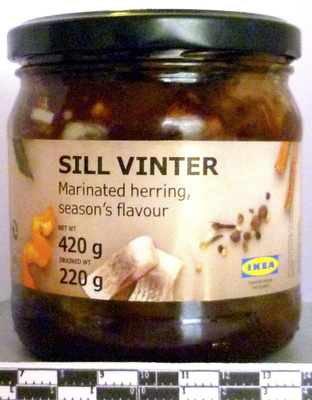 SILL VINTER
Marinated herring,
season's flavour
NET WT
420 g
DRAINED WT
220 g
IKEA